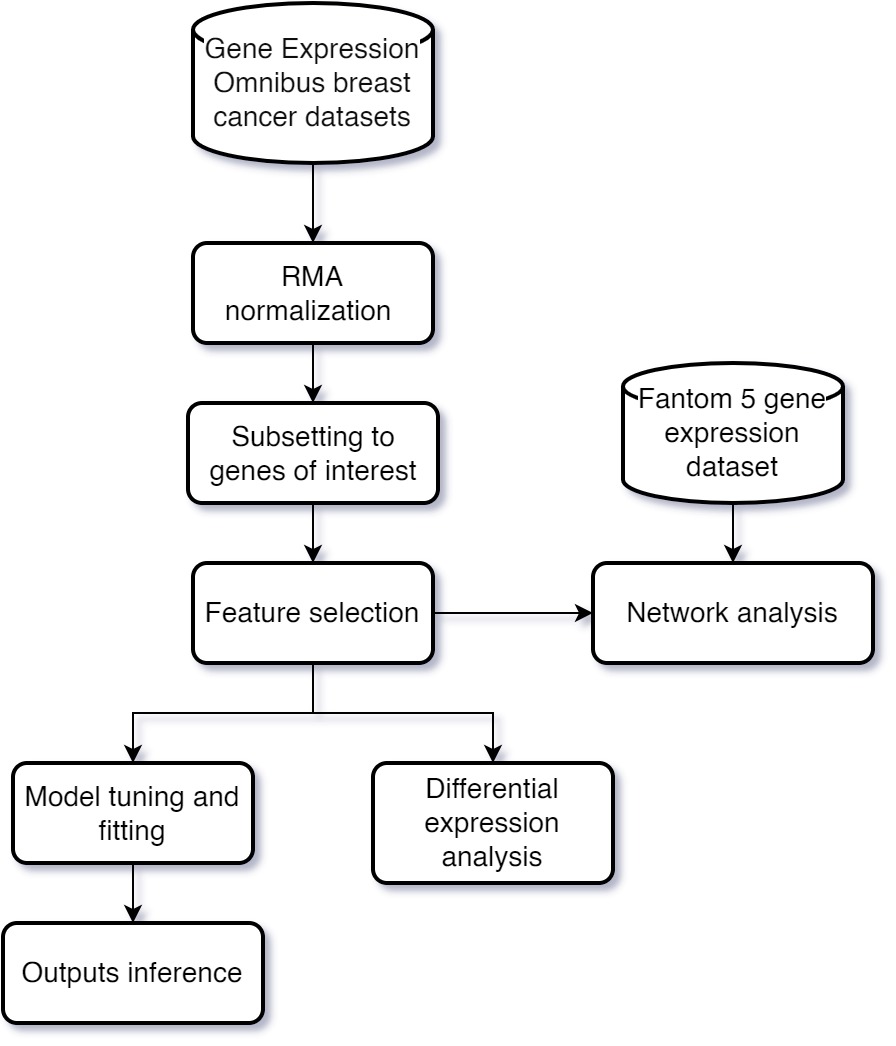 Gene Expression
Omnibus breast
cancer datasets
RMA
normalization
Subsetting to
genes of interest
Fantom 5 gene
expression
dataset
Feature selection
Network analysis
Model tuning and
fitting
Differential
expression
analysis
Outputs inference